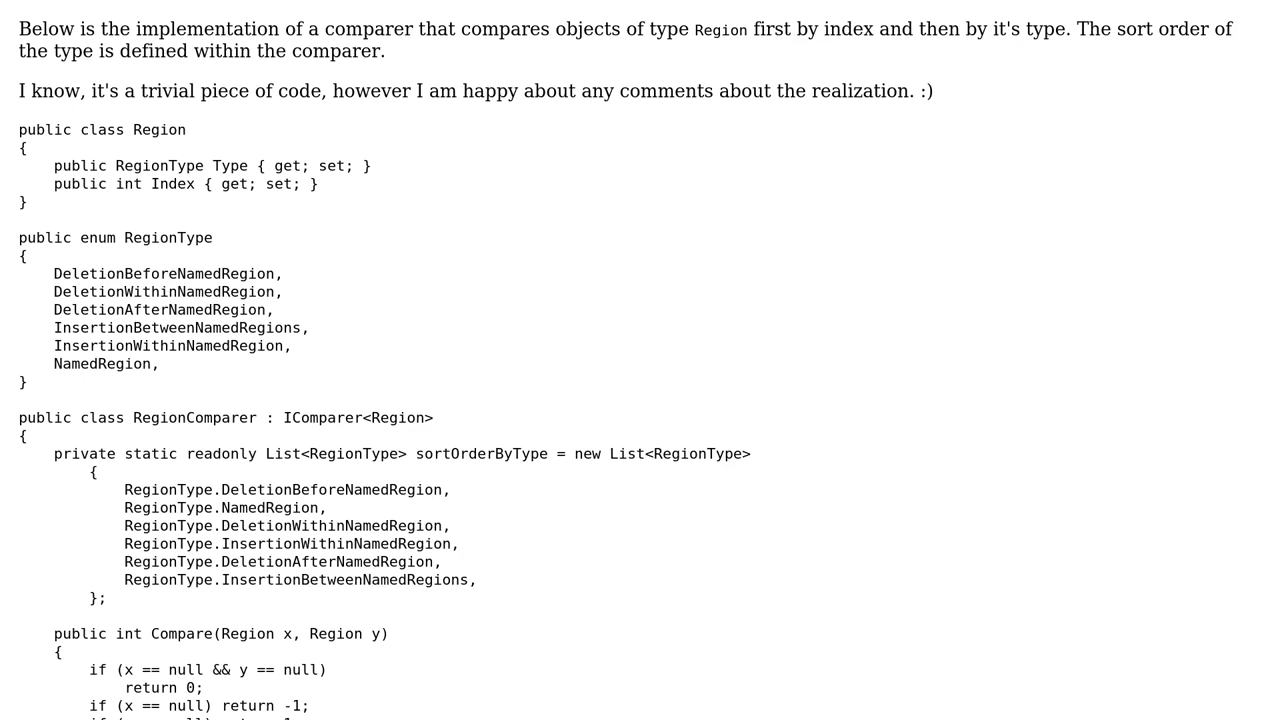 Below is the implementation of a comparer that compares objects of type Region first by index and then by it's type. The sort order of
the type is defined within the comparer.
I know, it's a trivial piece of code, however I am happy about any comments about the realization. :)
public class Region
{
    public RegionType Type { get; set; }
    public int Index { get; set; }
}
public enum RegionType
{
    DeletionBeforeNamedRegion,
    DeletionWithinNamedRegion,
    DeletionAfterNamedRegion,
    InsertionBetweenNamedRegions,
    InsertionWithinNamedRegion,
    NamedRegion,
}
public class RegionComparer : IComparer<Region>
{
    private static readonly List<RegionType> sortOrderByType = new List<RegionType>
        {
            RegionType.DeletionBeforeNamedRegion,
            RegionType.NamedRegion,
            RegionType.DeletionWithinNamedRegion,
            RegionType.InsertionWithinNamedRegion,
            RegionType.DeletionAfterNamedRegion,
            RegionType.InsertionBetweenNamedRegions,
        };
    public int Compare(Region x, Region y)
    {
        if (x == null && y == null)
            return 0;
        if (x == null) return -1;